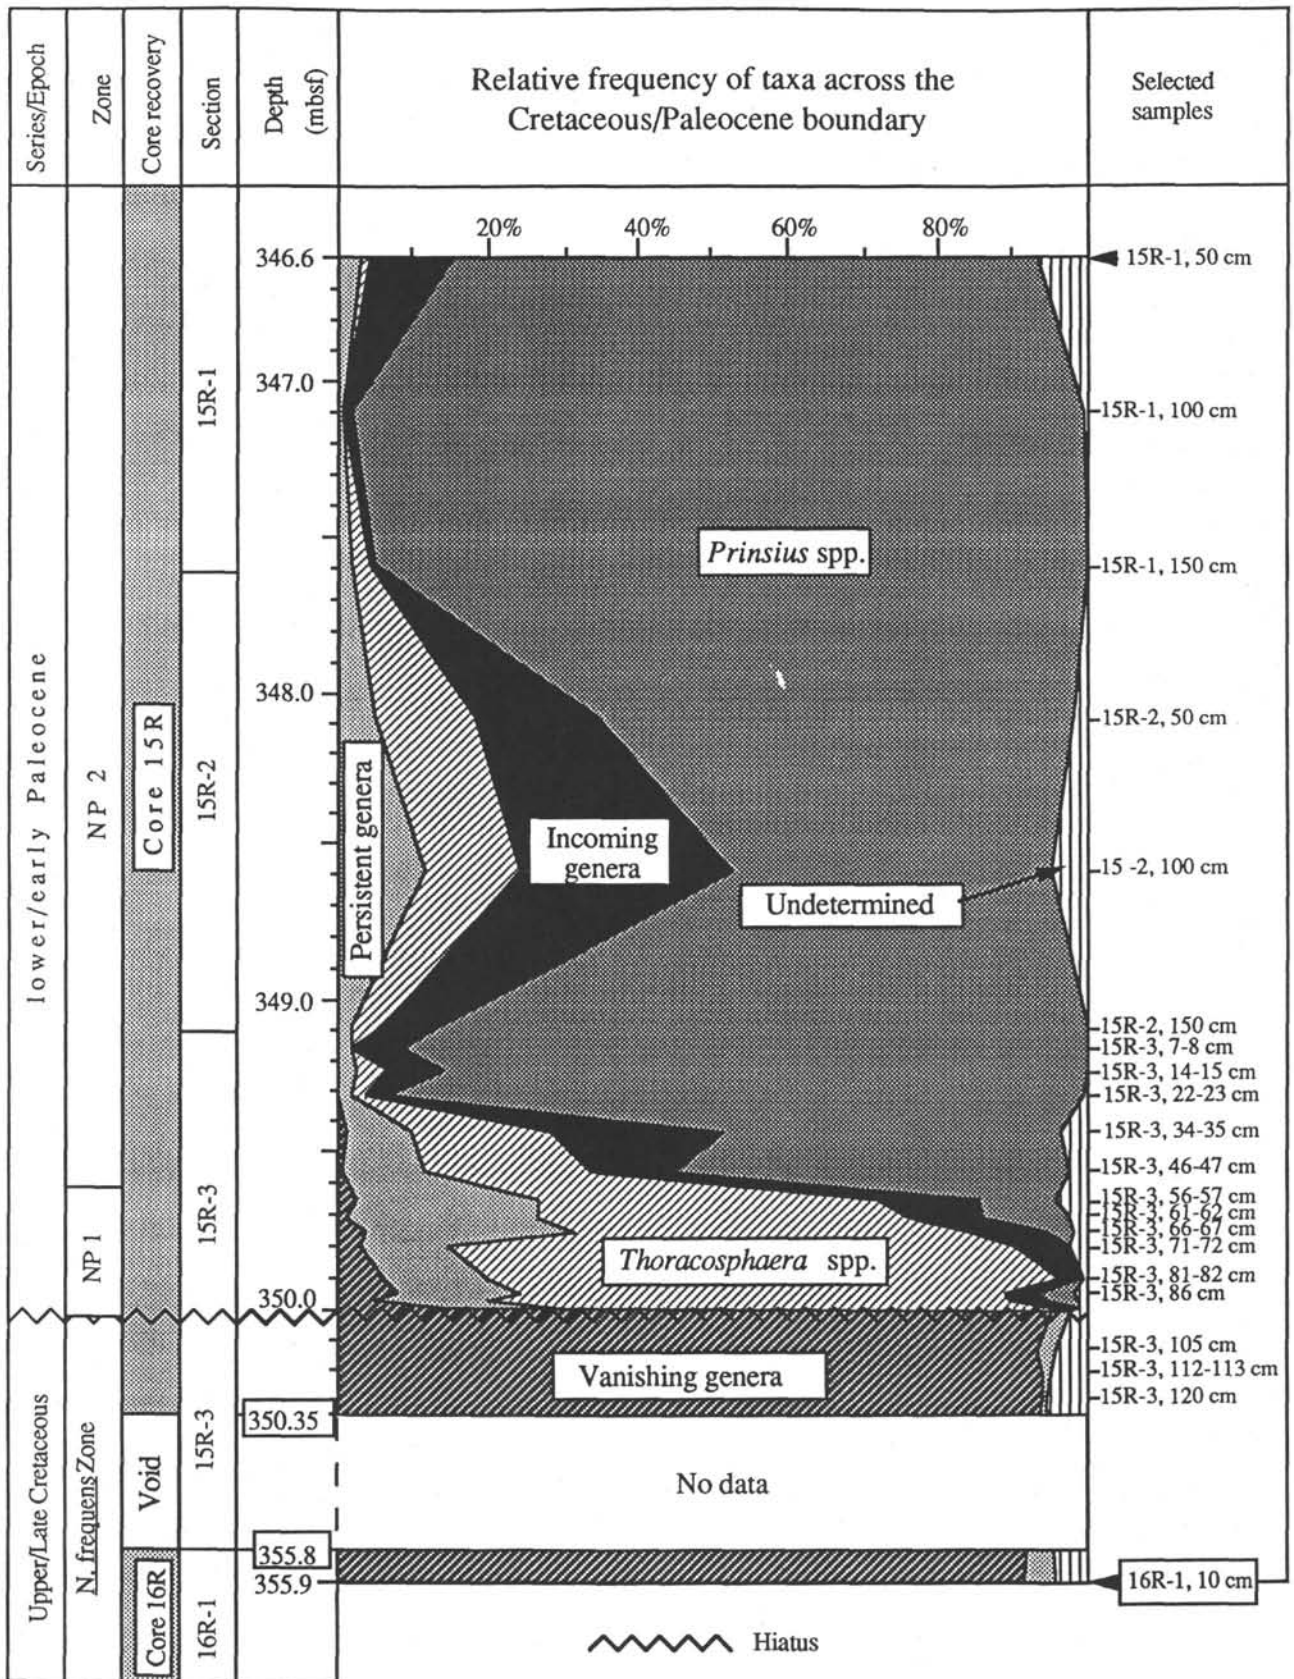 Series/Epoch
Zone
Core recovery
Section
Depth
(mbsf)
Relative frequency of taxa across the
Cretaceous/Paleocene boundary
Selected
samples
20%
40%
60%
80%
346.6
347.0
348.0
349.0
350.0
350.35
355.8
355.9
lower/early Paleocene
Upper/Late Cretaceous
NP 2
NP 1
N. frequens Zone
Core 15R
Void
Core 16R
15R-1
15R-2
15R-3
15R-3
16R-1
Prinsius spp.
Persistent genera
Incoming
genera
Undetermined
Thoracosphaera spp.
Vanishing genera
No data
Hiatus
15R-1, 50 cm
15R-1, 100 cm
15R-1, 150 cm
15R-2, 50 cm
15 -2, 100 cm
15R-2, 150 cm
15R-3, 7-8 cm
15R-3, 14-15 cm
15R-3, 22-23 cm
15R-3, 34-35 cm
15R-3, 46-47 cm
15R-3, 56-57 cm
15R-3, 61-62 cm
15R-3, 66-67 cm
15R-3, 71-72 cm
15R-3, 81-82 cm
15R-3, 86 cm
15R-3, 105 cm
15R-3, 112-113 cm
15R-3, 120 cm
16R-1, 10 cm